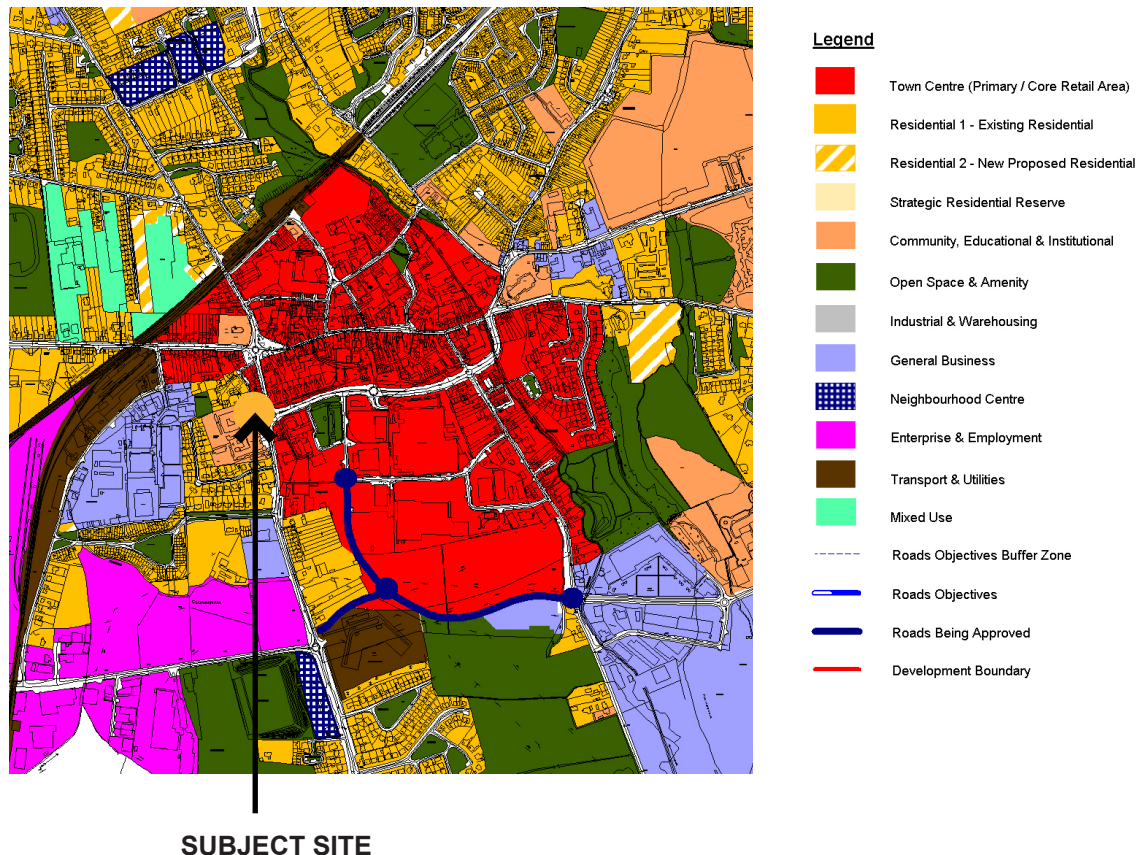 Legend
Town Centre (Primary / Core Retail Area)
Residential 1 - Existing Residential
Residential 2 - New Proposed Residential
Strategic Residential Reserve
Community, Educational & Institutional
Open Space & Amenity
Industrial & Warehousing
General Business
Neighbourhood Centre
Enterprise & Employment
Transport & Utilities
Mixed Use
Roads Objectives Buffer Zone
Roads Objectives
Roads Being Approved
Development Boundary
SUBJECT SITE